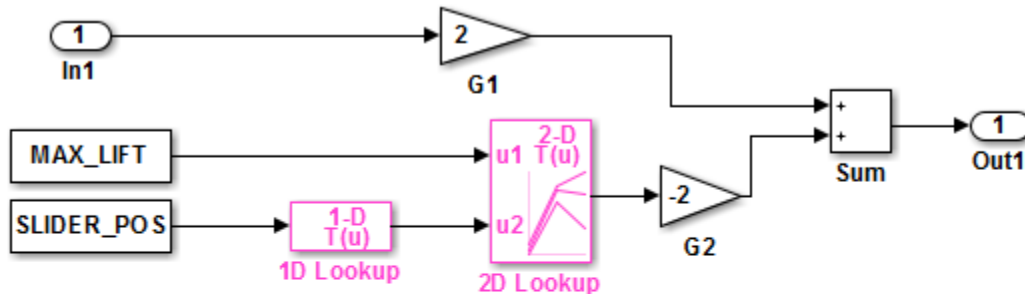 1
In1
2
G1
MAX_LIFT
SLIDER_POS
1-D
T(u)
1D Lookup
u1
2-D
T(u)
u2
2D Lookup
-2
G2
+
+
Sum
1
Out1